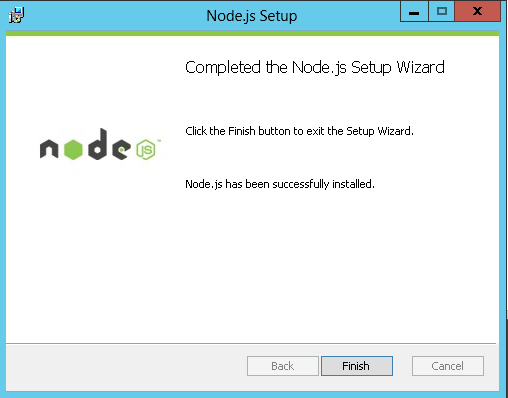 Node.js Setup
Completed the Node.js Setup Wizard
node JS™
Click the Finish button to exit the Setup Wizard.
Node.js has been successfully installed.
Back Finish Cancel